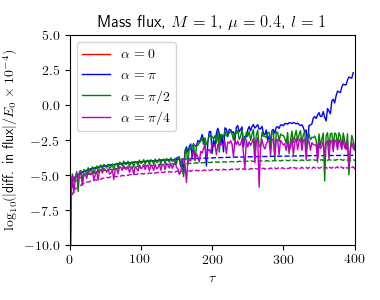 Mass flux, M = 1, μ = 0.4, l = 1
log₁₀(|diff. in flux|/E₀ × 10⁻⁴)
5.0
2.5
0.0
−2.5
−5.0
−7.5
−10.0
α = 0
α = π
α = π/2
α = π/4
0 100 200 300 400
τ